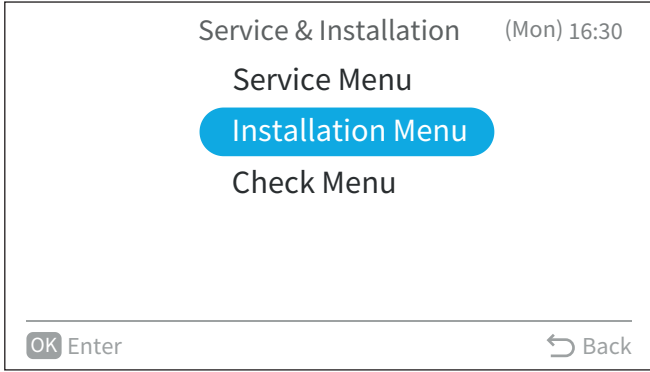 Service & Installation (Mon) 16:30
Service Menu
Installation Menu
Check Menu
OK Enter Back